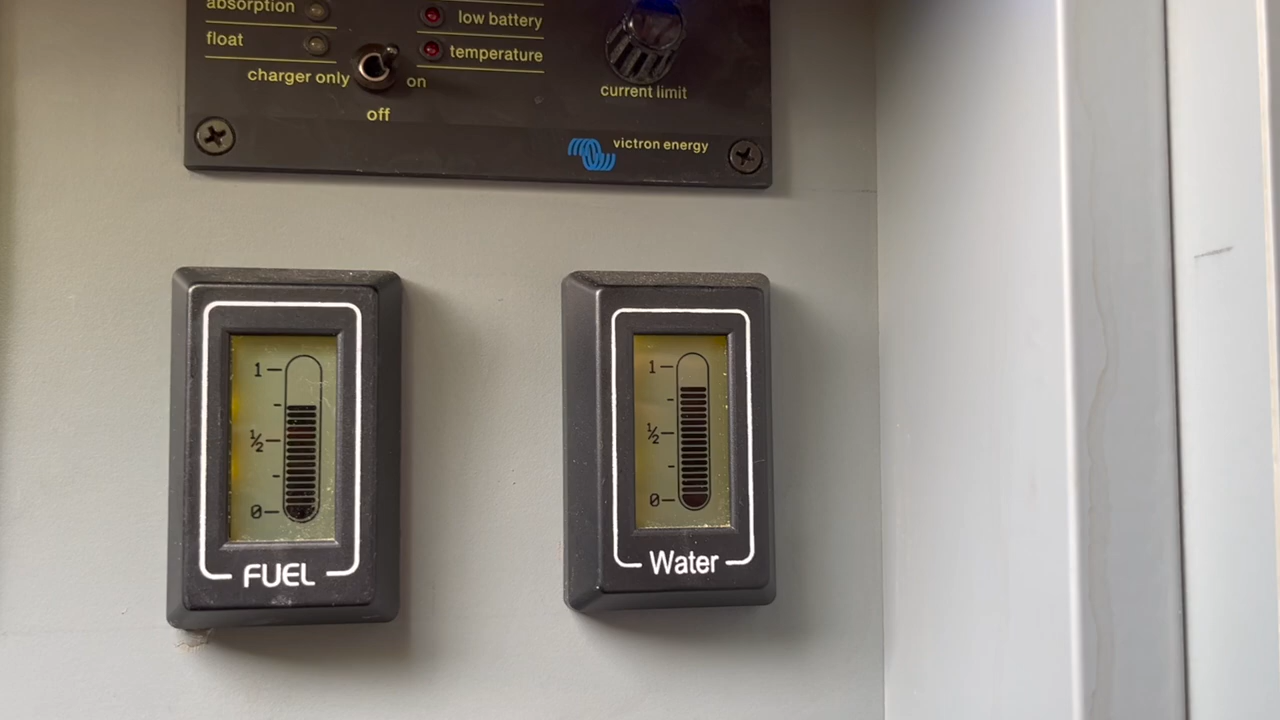 absorption
float
charger only
on
off
low battery
temperature
current limit
victron energy
1
½
0
FUEL
1
½
0
Water